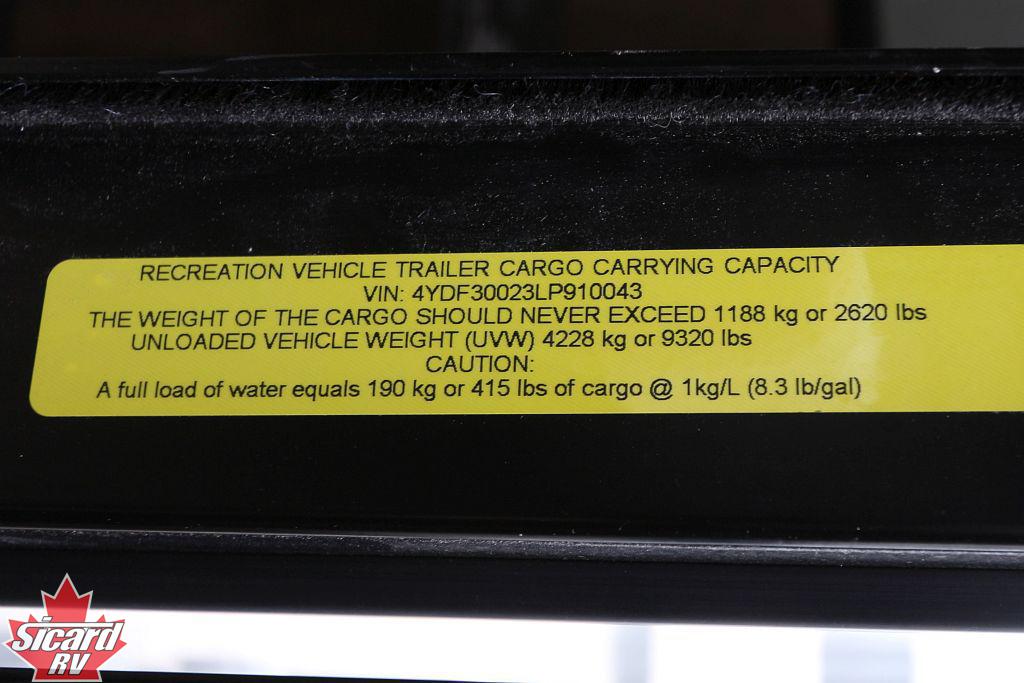 RECREATION VEHICLE TRAILER CARGO CARRYING CAPACITY
VIN: 4YDF30023LP910043
THE WEIGHT OF THE CARGO SHOULD NEVER EXCEED 1188 kg or 2620 lbs
UNLOADED VEHICLE WEIGHT (UVW) 4228 kg or 9320 lbs
CAUTION:
A full load of water equals 190 kg or 415 lbs of cargo @ 1kg/L (8.3 lb/gal)
Sicard
RV